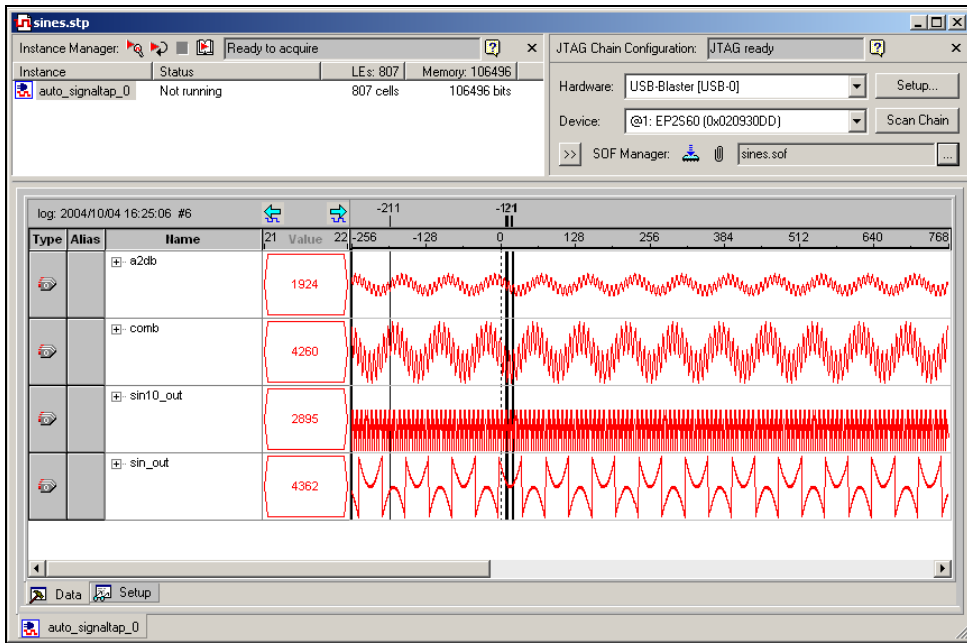 sines.stp
Instance Manager: Ready to acquire
Instance Status LEs: 807 Memory: 106496
auto_signaltap_0 Not running 807 cells 106496 bits
JTAG Chain Configuration: JTAG ready
Hardware: USB-Blaster [USB-0] Setup...
Device: @1: EP2S60 (0x020930DD) Scan Chain
>> SOF Manager: sines.sof ...
log: 2004/10/04 16:25:06 #6 -211
Type Alias Name 21 Value 22 -256 -128 0 128 256 384 512 640 768
a2db 1924
comb 4260
sin10_out 2895
sin_out 4362
Data Setup
auto_signaltap_0